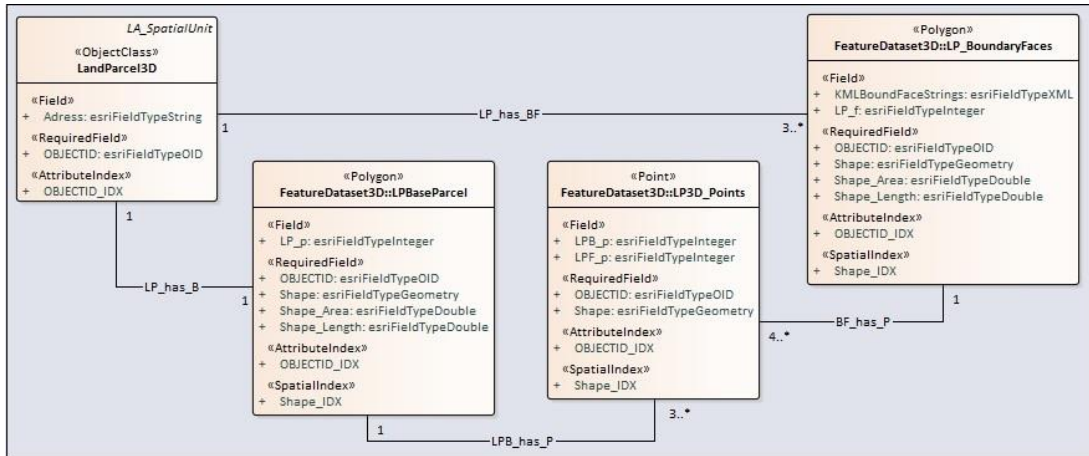 LA_SpatialUnit
«ObjectClass»
LandParcel3D
«Field»
+ Adress: esriFieldTypeString
«RequiredField»
+ OBJECTID: esriFieldTypeOID
«AttributeIndex»
+ OBJECTID_IDX
1
LP_has_BF
3..*
«Polygon»
FeatureDataset3D::LP_BoundaryFaces
«Field»
+ KMLBoundFaceStrings: esriFieldTypeXML
+ LP_f: esriFieldTypeInteger
«RequiredField»
+ OBJECTID: esriFieldTypeOID
+ Shape: esriFieldTypeGeometry
+ Shape_Area: esriFieldTypeDouble
+ Shape_Length: esriFieldTypeDouble
«AttributeIndex»
+ OBJECTID_IDX
«SpatialIndex»
+ Shape_IDX
1
LP_has_B
1
«Polygon»
FeatureDataset3D::LPBaseParcel
«Field»
+ LP_p: esriFieldTypeInteger
«RequiredField»
+ OBJECTID: esriFieldTypeOID
+ Shape: esriFieldTypeGeometry
+ Shape_Area: esriFieldTypeDouble
+ Shape_Length: esriFieldTypeDouble
«AttributeIndex»
+ OBJECTID_IDX
«SpatialIndex»
+ Shape_IDX
«Point»
FeatureDataset3D::LP3D_Points
«Field»
+ LPB_p: esriFieldTypeInteger
+ LPF_p: esriFieldTypeInteger
«RequiredField»
+ OBJECTID: esriFieldTypeOID
+ Shape: esriFieldTypeGeometry
«AttributeIndex»
+ OBJECTID_IDX
«SpatialIndex»
+ Shape_IDX
1
BF_has_P
4..*
1
LPB_has_P
3..*